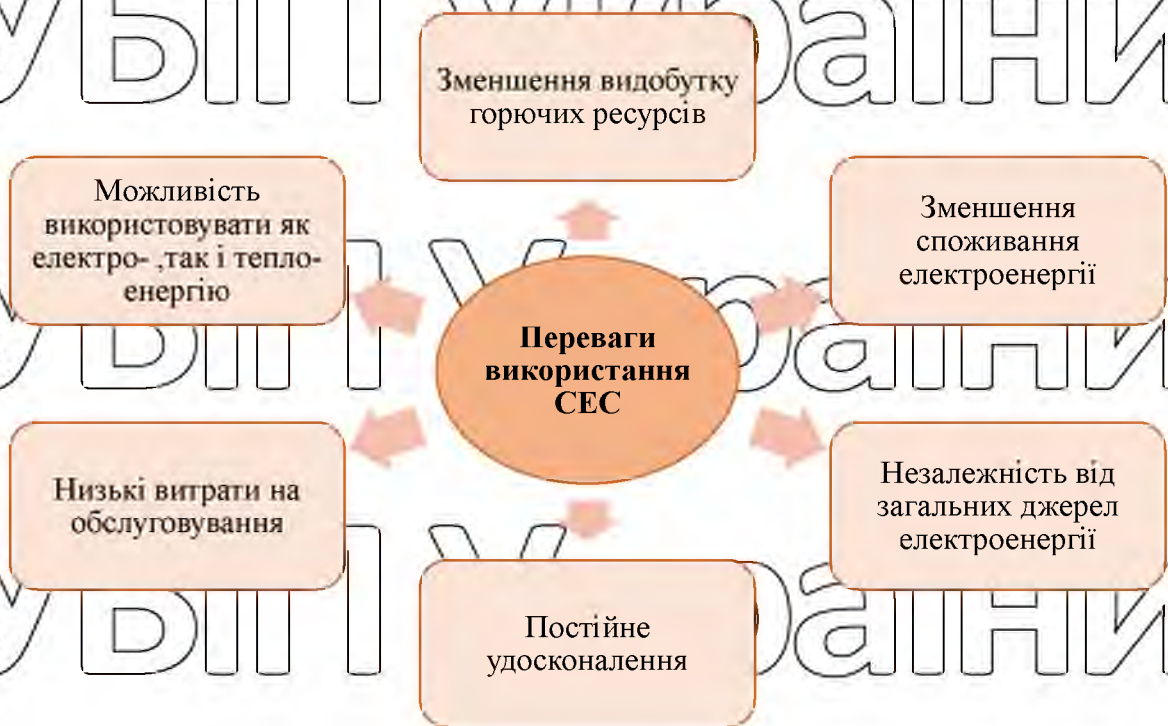 Зменшення видобутку
горючих ресурсів
Можливість
використовувати як
електро- ,так і тепло-
енергію
Зменшення
споживання
електроенергії
Переваги
використання
СЕС
Низькі витрати на
обслуговування
Незалежність від
загальних джерел
електроенергії
Постійне
удосконалення